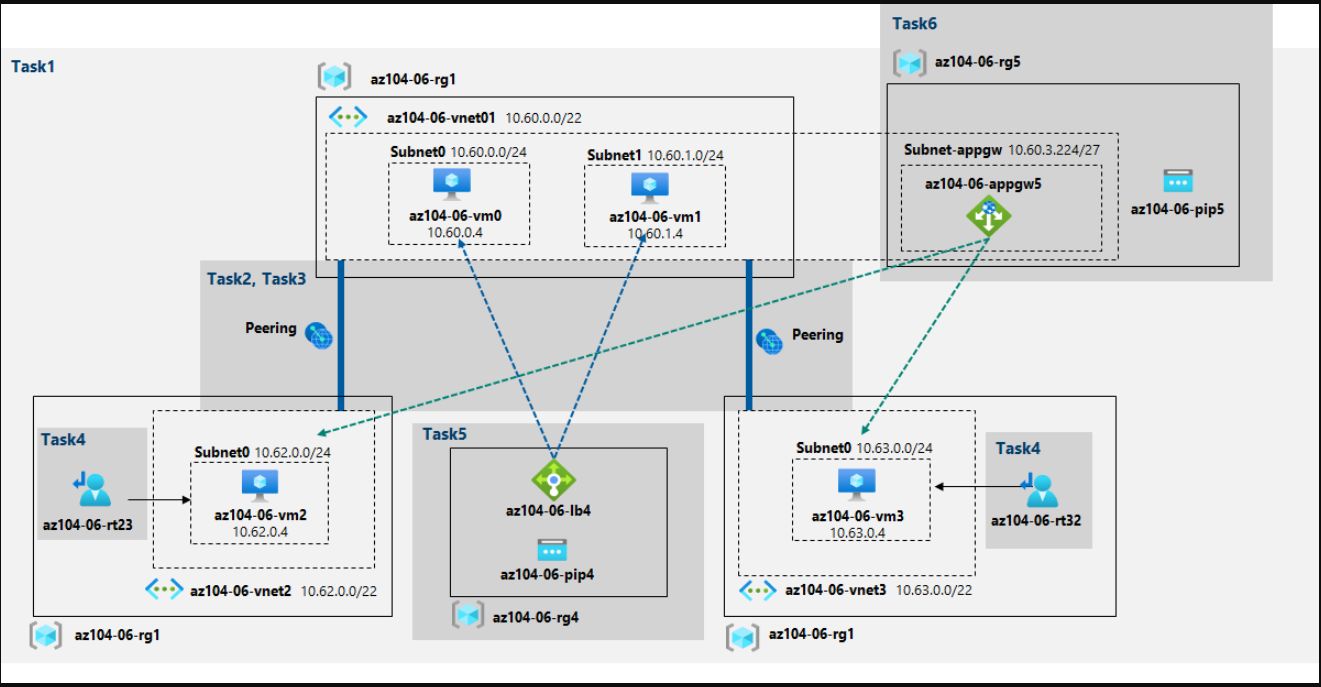 Task6
az104-06-rg5
Task1
az104-06-rg1
az104-06-vnet01 10.60.0.0/22
Subnet0 10.60.0.0/24
Subnet1 10.60.1.0/24
Subnet-appgw 10.60.3.224/27
az104-06-appgw5
az104-06-pip5
az104-06-vm0
10.60.0.4
az104-06-vm1
10.60.1.4
Task2, Task3
Peering
Peering
Task4
Subnet0 10.62.0.0/24
az104-06-rt23
az104-06-vm2
10.62.0.4
az104-06-vnet2 10.62.0.0/22
az104-06-rg1
Task5
az104-06-lb4
az104-06-pip4
az104-06-rg4
Subnet0 10.63.0.0/24
Task4
az104-06-vm3
10.63.0.4
az104-06-rt32
az104-06-vnet3 10.63.0.0/22
az104-06-rg1